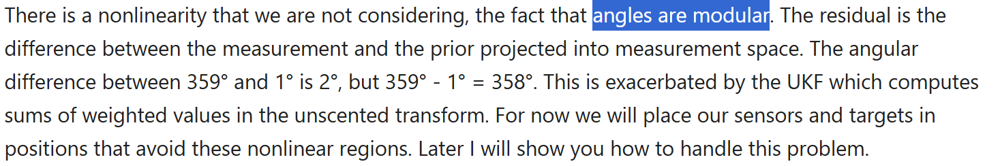 There is a nonlinearity that we are not considering, the fact that angles are modular. The residual is the
difference between the measurement and the prior projected into measurement space. The angular
difference between 359° and 1° is 2°, but 359° - 1° = 358°. This is exacerbated by the UKF which computes
sums of weighted values in the unscented transform. For now we will place our sensors and targets in
positions that avoid these nonlinear regions. Later I will show you how to handle this problem.